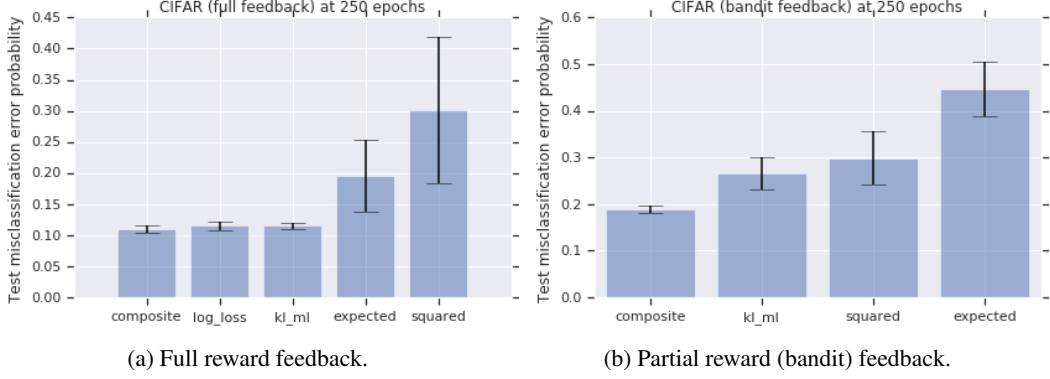 CIFAR (full feedback) at 250 epochs
Test misclassification error probability
0.45
0.40
0.35
0.30
0.25
0.20
0.15
0.10
0.05
0.00
composite log_loss kl_ml expected squared
(a) Full reward feedback.
CIFAR (bandit feedback) at 250 epochs
Test misclassification error probability
0.6
0.5
0.4
0.3
0.2
0.1
0.0
composite kl_ml squared expected
(b) Partial reward (bandit) feedback.